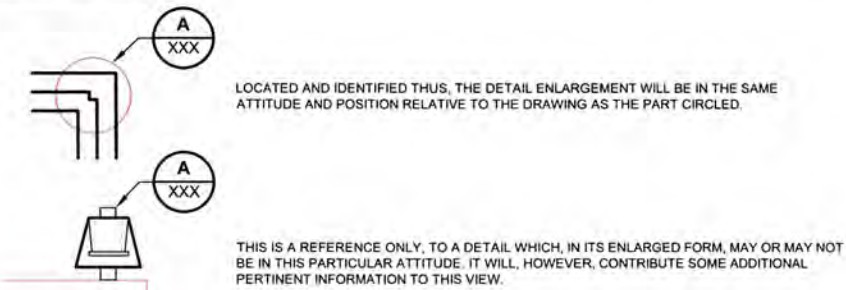 A
XXX
LOCATED AND IDENTIFIED THUS, THE DETAIL ENLARGEMENT WILL BE IN THE SAME
ATTITUDE AND POSITION RELATIVE TO THE DRAWING AS THE PART CIRCLED.
A
XXX
THIS IS A REFERENCE ONLY, TO A DETAIL WHICH, IN ITS ENLARGED FORM, MAY OR MAY NOT
BE IN THIS PARTICULAR ATTITUDE. IT WILL, HOWEVER, CONTRIBUTE SOME ADDITIONAL
PERTINENT INFORMATION TO THIS VIEW.